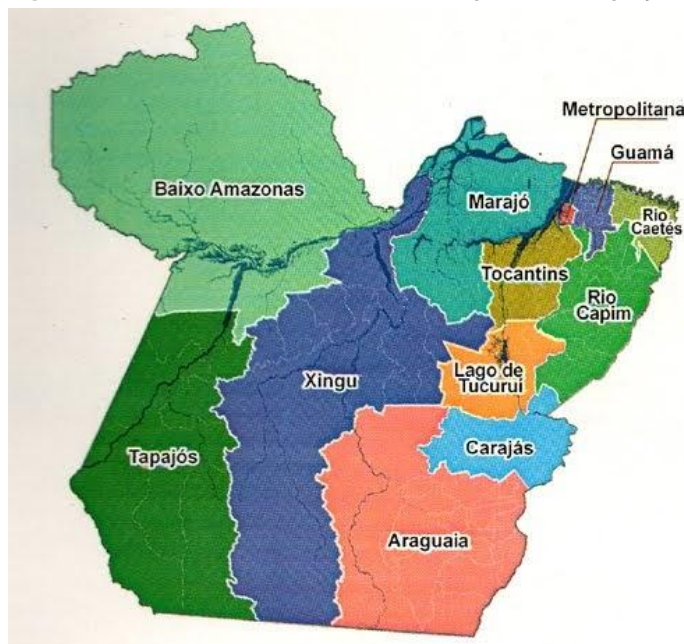 Metropolitana
Guamá
Baixo Amazonas
Marajó
Rio
Caetés
Tocantins
Rio
Capim
Xingu
Lago de
Tucuruí
Tapajós
Carajás
Araguaia